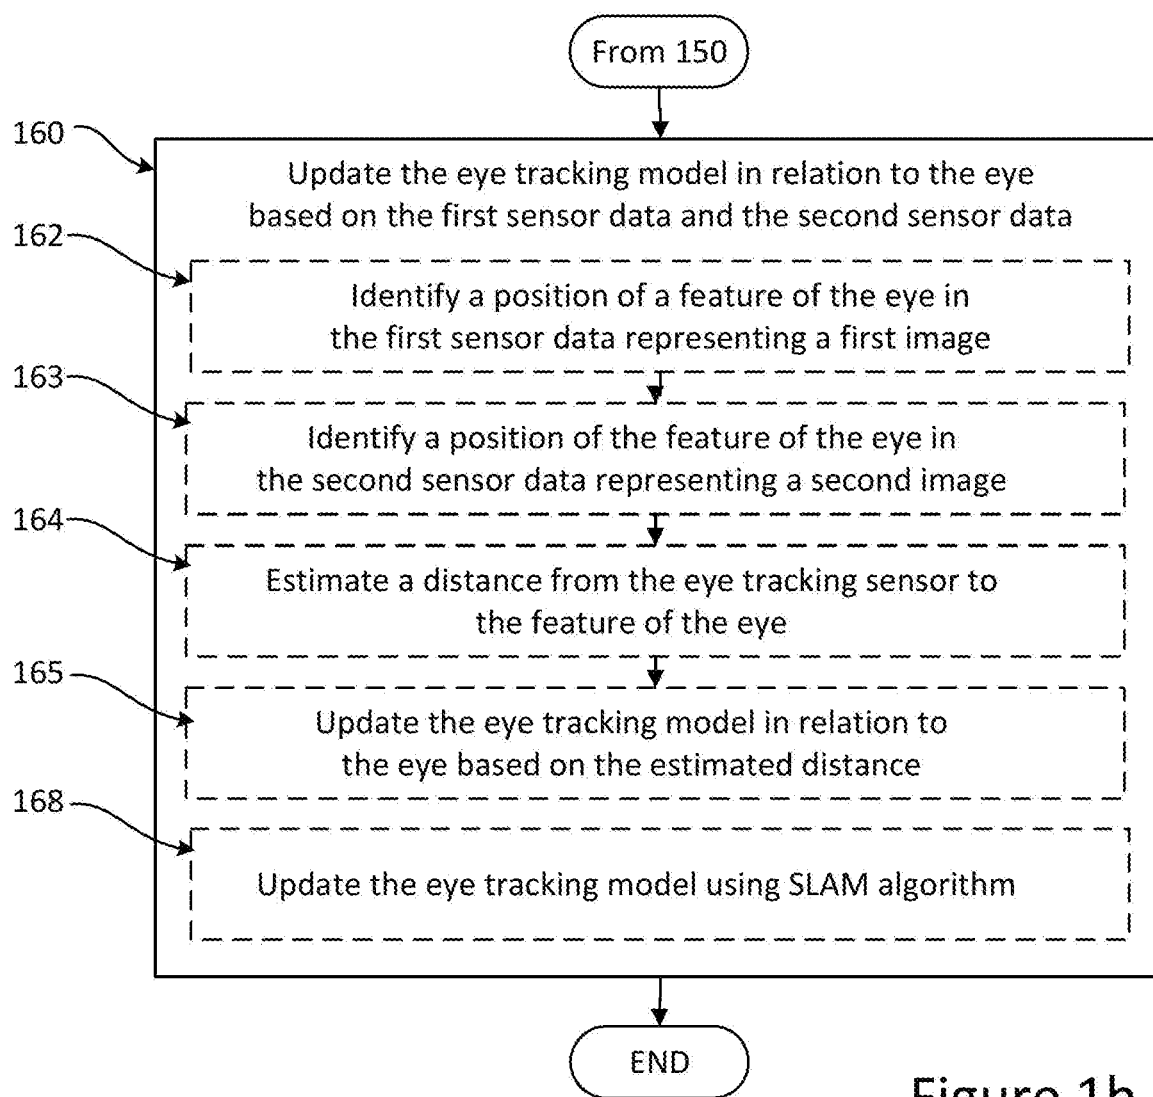 From 150
160
Update the eye tracking model in relation to the eye
based on the first sensor data and the second sensor data
162
Identify a position of a feature of the eye in
the first sensor data representing a first image
163
Identify a position of the feature of the eye in
the second sensor data representing a second image
164
Estimate a distance from the eye tracking sensor to
the feature of the eye
165
Update the eye tracking model in relation to
the eye based on the estimated distance
168
Update the eye tracking model using SLAM algorithm
END
Figure 1b